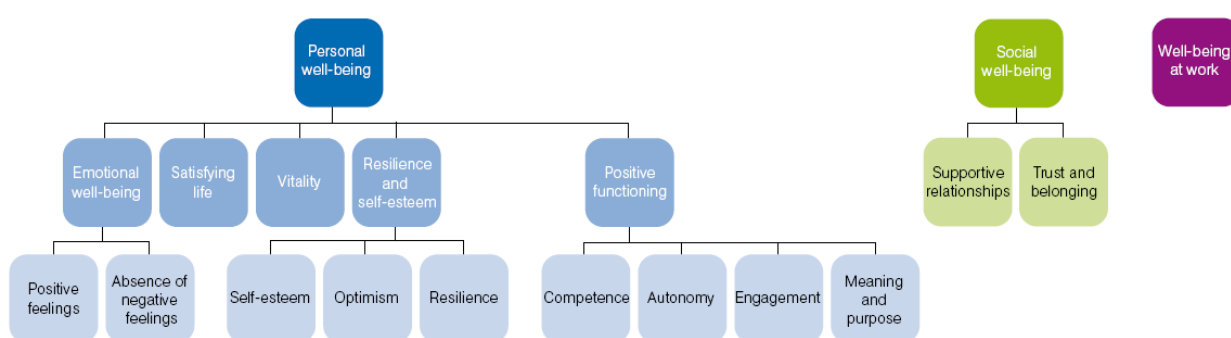 Personal
well-being
Social
well-being
Well-being
at work
Emotional
well-being
Satisfying
life
Vitality
Resilience
and
self-esteem
Positive
functioning
Supportive
relationships
Trust and
belonging
Positive
feelings
Absence of
negative
feelings
Self-esteem
Optimism
Resilience
Competence
Autonomy
Engagement
Meaning
and
purpose